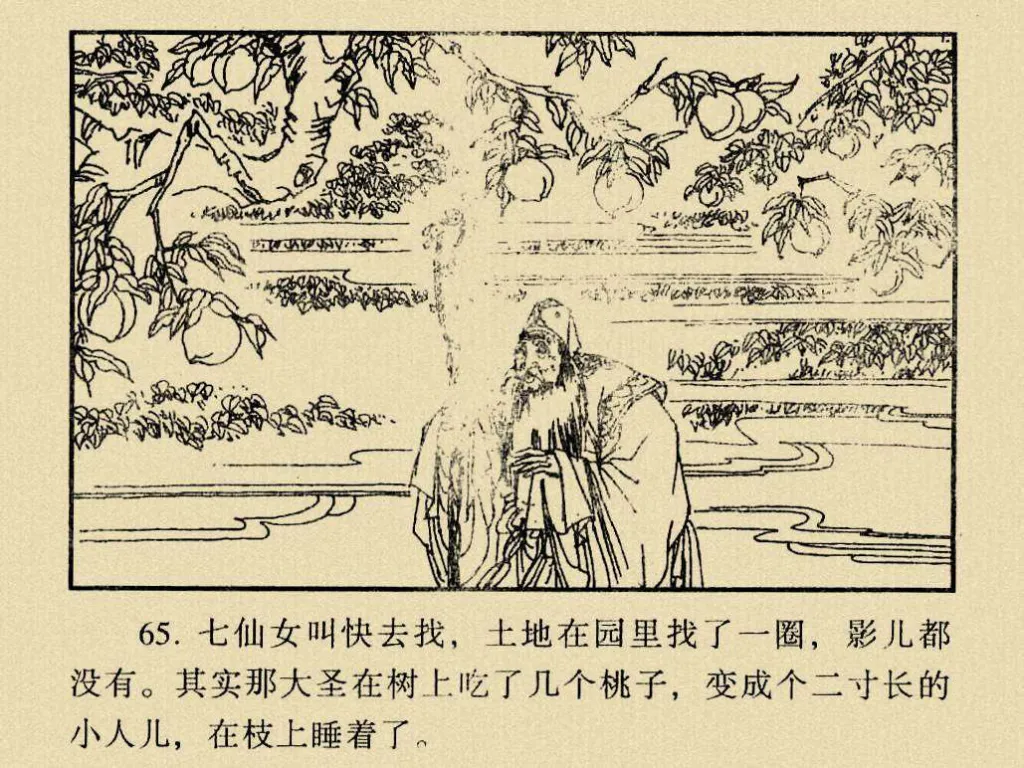 65. 七仙女叫快去找，土地在园里找了一圈，影儿都
没有。其实那大圣在树上吃了几个桃子，变成个二寸长的
小人儿，在枝上睡着了。